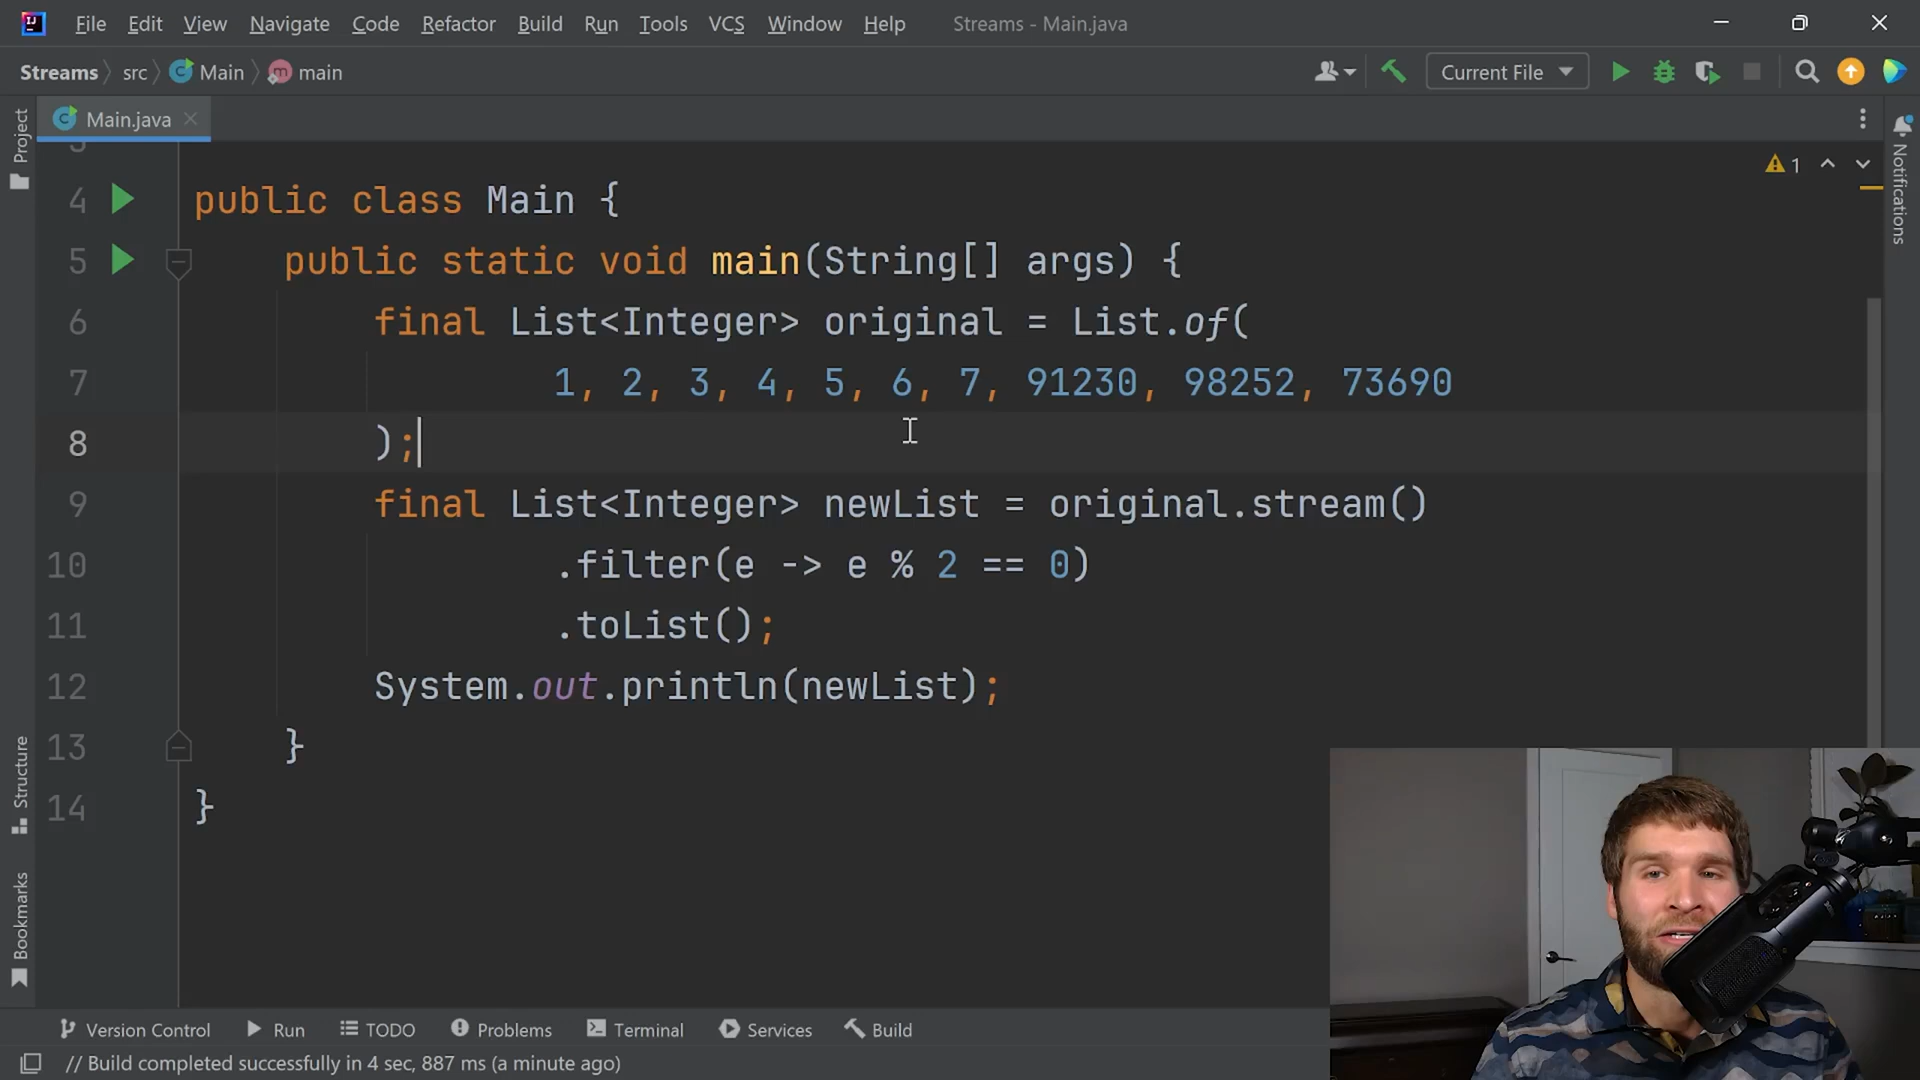 File Edit View Navigate Code Refactor Build Run Tools VCS Window Help Streams - Main.java
Streams src Main main Current File
Project
Main.java
Notifications
1
3
4 public class Main {
5 public static void main(String[] args) {
6 final List<Integer> original = List.of(
7 1, 2, 3, 4, 5, 6, 7, 91230, 98252, 73690
8 );
9 final List<Integer> newList = original.stream()
10 .filter(e -> e % 2 == 0)
11 .toList();
12 System.out.println(newList);
13 }
14 }
Structure
Bookmarks
Version Control Run TODO Problems Terminal Services Build
// Build completed successfully in 4 sec, 887 ms (a minute ago)